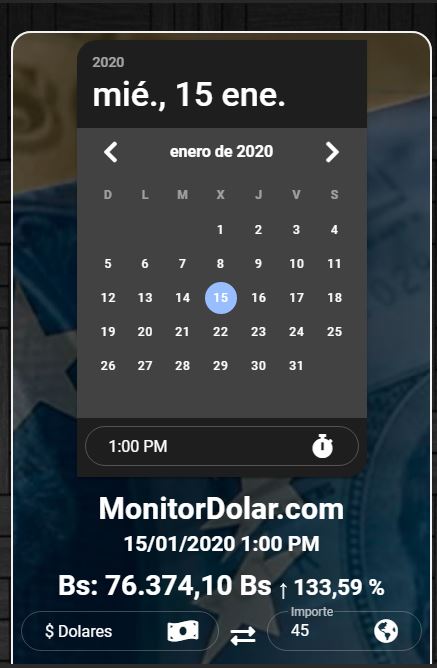 2020
mié., 15 ene.
enero de 2020
D L M X J V S
1 2 3 4
5 6 7 8 9 10 11
12 13 14 15 16 17 18
19 20 21 22 23 24 25
26 27 28 29 30 31
1:00 PM
MonitorDolar.com
15/01/2020 1:00 PM
Bs: 76.374,10 Bs ↑ 133,59 %
Importe
$ Dolares 45